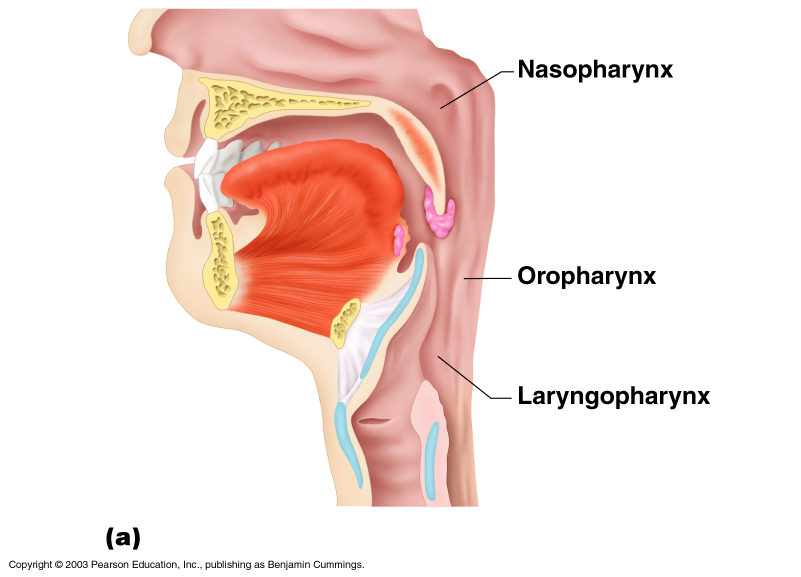 Nasopharynx
Oropharynx
Laryngopharynx
(a)
Copyright © 2003 Pearson Education, Inc., publishing as Benjamin Cummings.